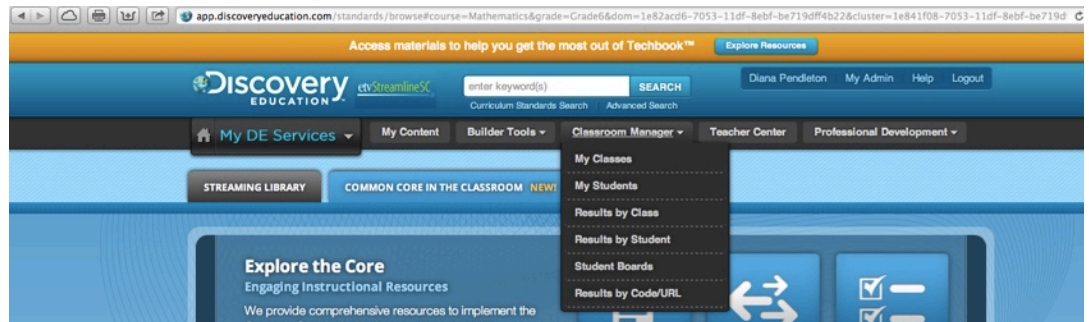 app.discoveryeducation.com/standards/browse#course=Mathematics&grade=Grade6&dom=1e82acd6-7053-11df-8ebf-be719dff4b22&cluster=1e841f08-7053-11df-8ebf-be719d
Access materials to help you get the most out of Techbook™ Explore Resources
Discovery EDUCATION etvStreamlineSC enter keyword(s) SEARCH Diana Pendleton My Admin Help Logout
Curriculum Standards Search Advanced Search
My DE Services My Content Builder Tools Classroom Manager Teacher Center Professional Development
My Classes
STREAMING LIBRARY COMMON CORE IN THE CLASSROOM NEW! My Students
Results by Class
Results by Student
Explore the Core Student Boards
Engaging Instructional Resources
Results by Code/URL
We provide comprehensive resources to implement the